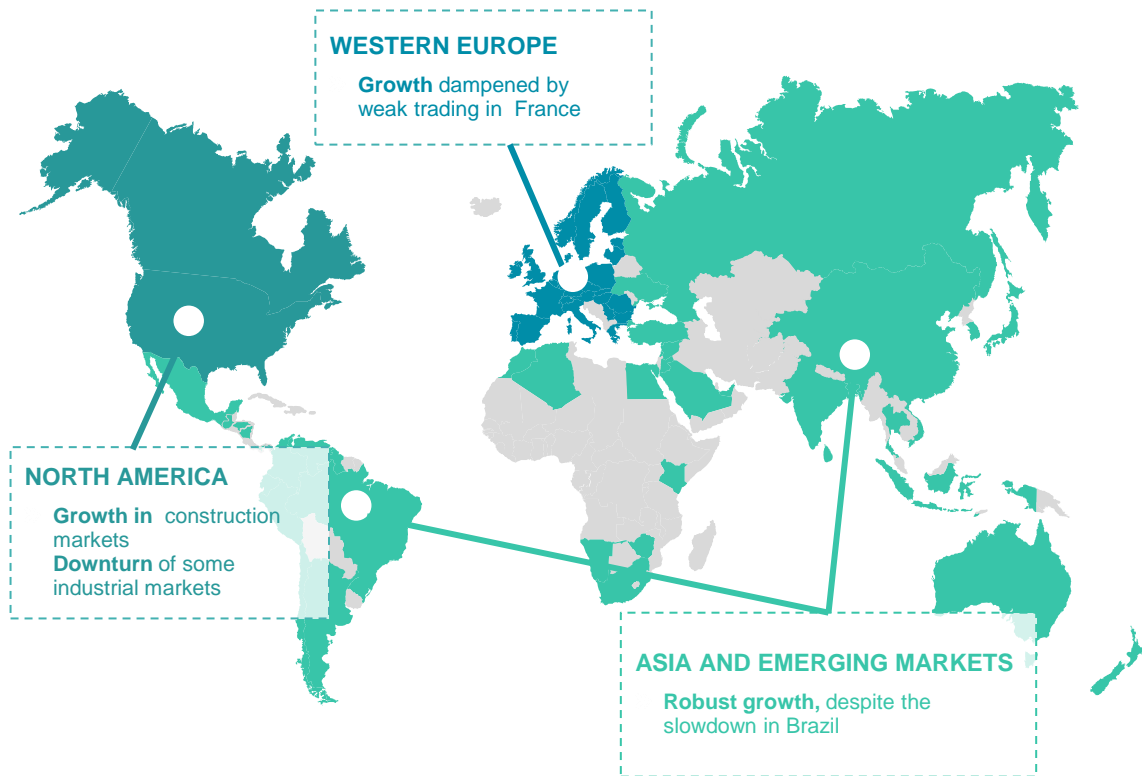 WESTERN EUROPE
Growth dampened by
weak trading in France
NORTH AMERICA
Growth in construction
markets
Downturn of some
industrial markets
ASIA AND EMERGING MARKETS
Robust growth, despite the
slowdown in Brazil